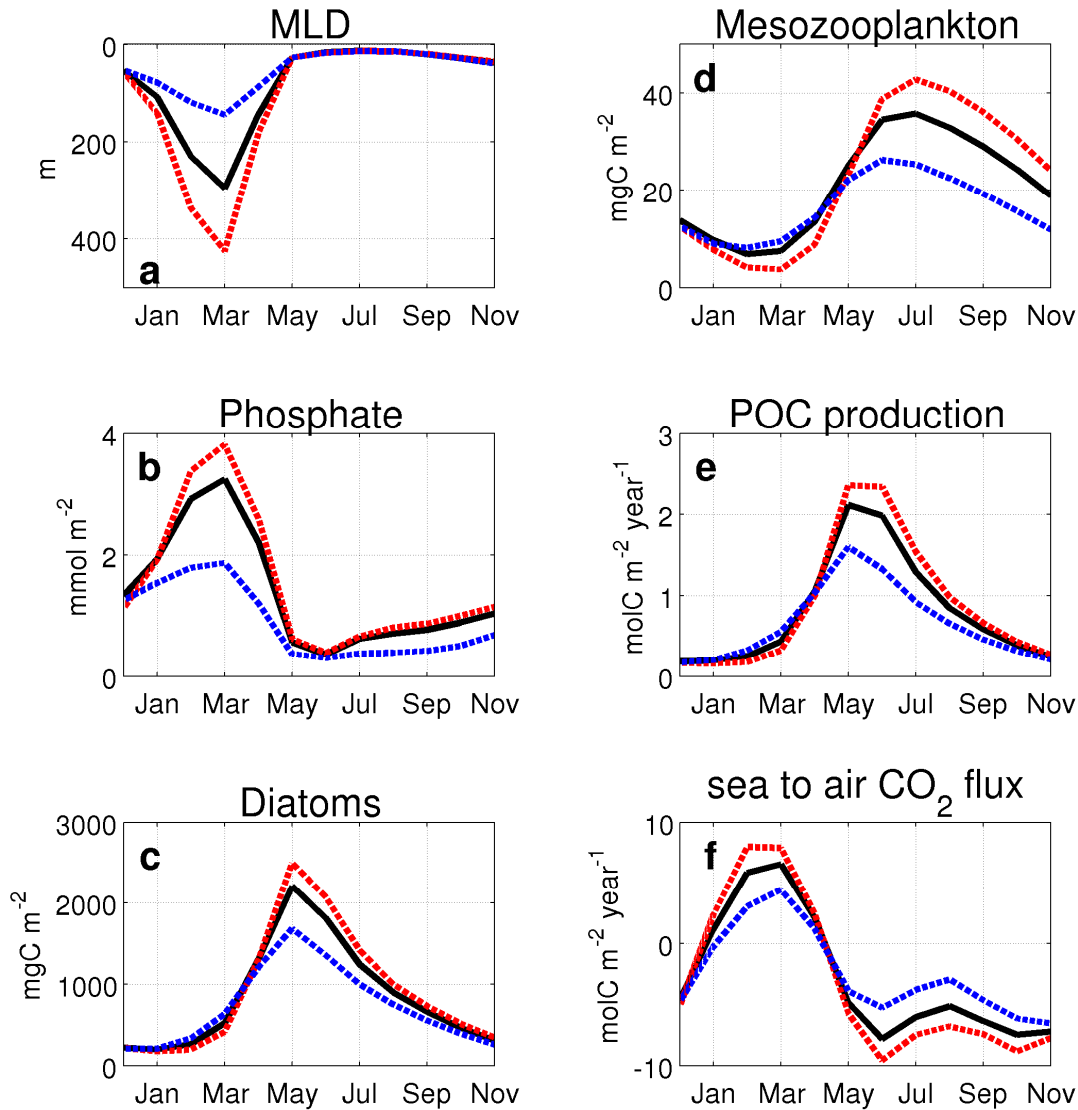 MLD
0
200
400
m
a
Jan Mar May Jul Sep Nov
Mesozooplankton
40
20
0
mgC m-2
d
Jan Mar May Jul Sep Nov
Phosphate
4
2
0
mmol m-2
b
Jan Mar May Jul Sep Nov
POC production
3
2
1
0
molC m-2 year-1
e
Jan Mar May Jul Sep Nov
Diatoms
3000
2000
1000
0
mgC m-2
c
Jan Mar May Jul Sep Nov
sea to air CO2 flux
10
0
-10
molC m-2 year-1
f
Jan Mar May Jul Sep Nov